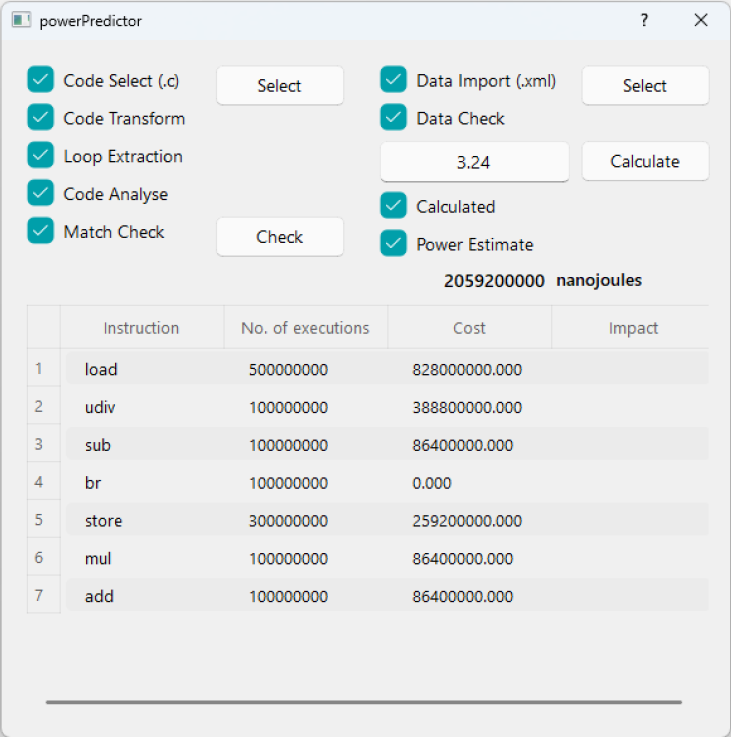 powerPredictor ?
Code Select (.c) Select
Code Transform
Loop Extraction
Code Analyse
Match Check Check
Data Import (.xml) Select
Data Check
3.24 Calculate
Calculated
Power Estimate
2059200000 nanojoules
Instruction No. of executions Cost Impact
1 load 500000000 828000000.000
2 udiv 100000000 388800000.000
3 sub 100000000 86400000.000
4 br 100000000 0.000
5 store 300000000 259200000.000
6 mul 100000000 86400000.000
7 add 100000000 86400000.000